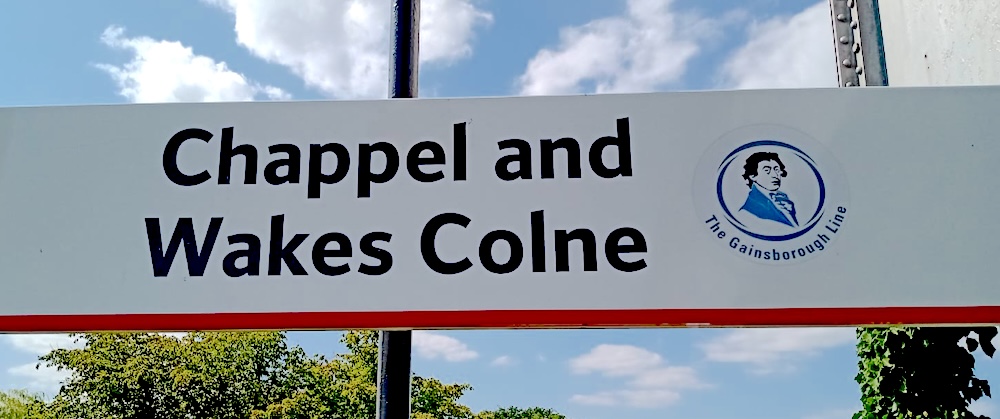 Chappel and
Wakes Colne
The Gainsborough Line